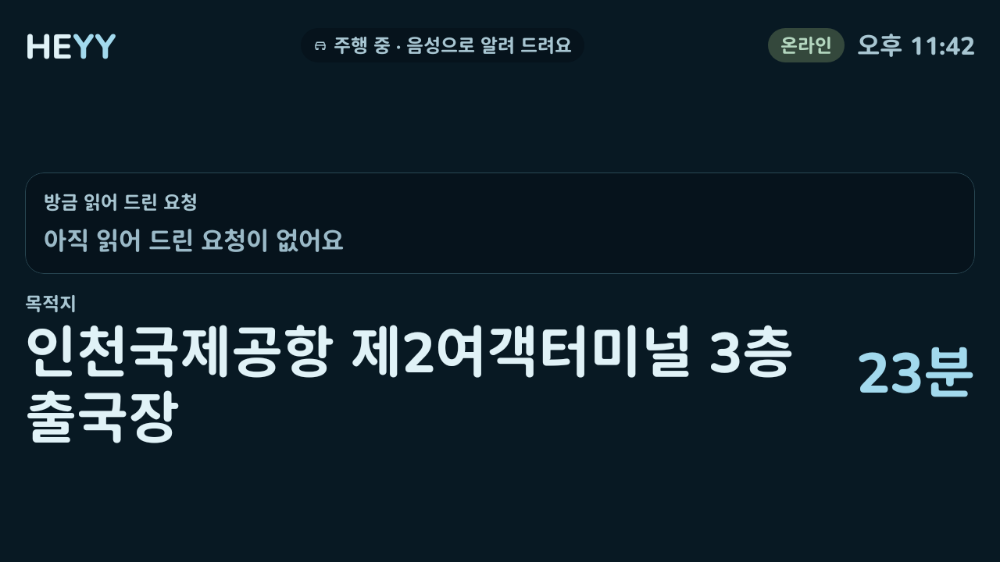 HEYY
주행 중 · 음성으로 알려 드려요
온라인
오후 11:42
방금 읽어 드린 요청
아직 읽어 드린 요청이 없어요
목적지
인천국제공항 제2여객터미널 3층
출국장
23분